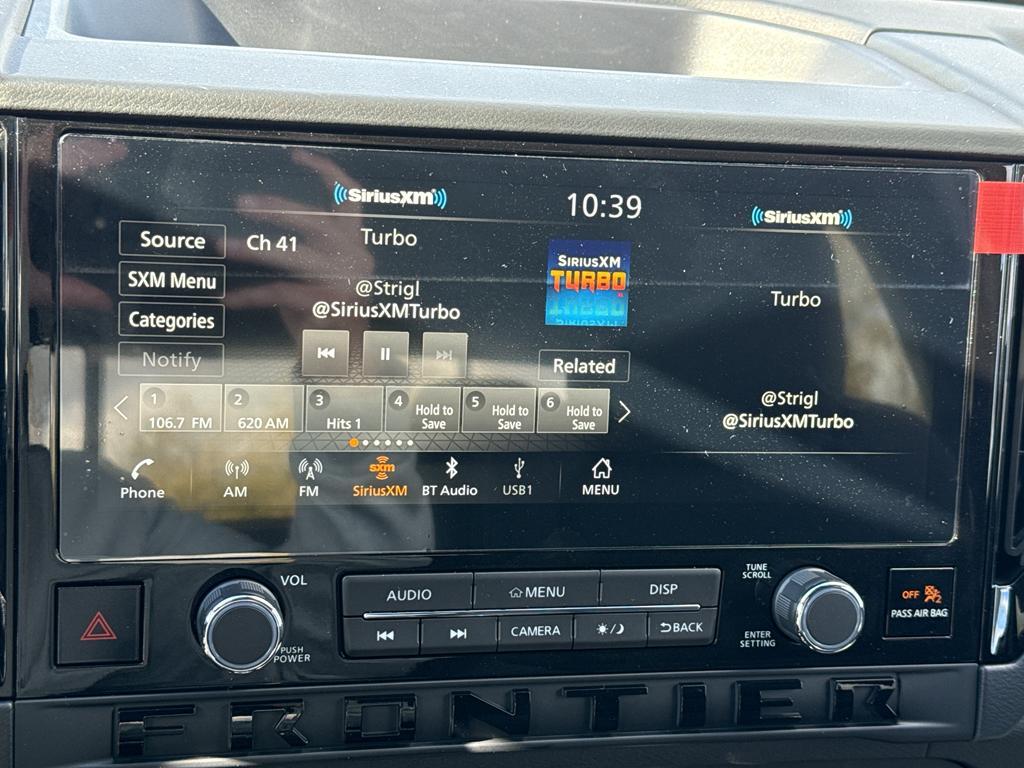 SiriusXM
10:39
SiriusXM
Source
Ch 41
Turbo
SXM Menu
@Strigl
@SiriusXMTurbo
Categories
Notify
SIRIUSXM
TURBO
Related
Turbo
@Strigl
@SiriusXMTurbo
1
106.7 FM
2
620 AM
3
Hits 1
4
Hold to
Save
5
Hold to
Save
6
Hold to
Save
Phone
AM
FM
sxm
SiriusXM
BT Audio
USB1
MENU
VOL
PUSH
POWER
AUDIO
MENU
DISP
CAMERA
BACK
TUNE
SCROLL
ENTER
SETTING
OFF
2
PASS AIR BAG
FRONTIER